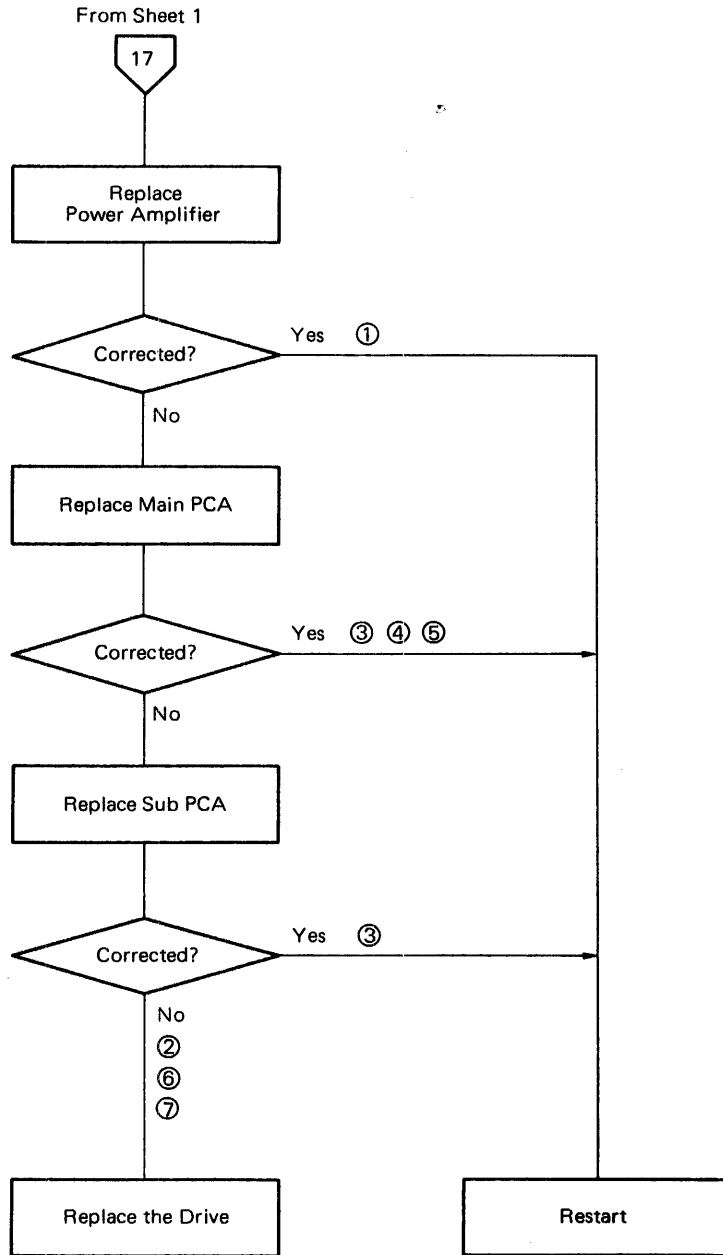 From Sheet 1
17
Replace
Power Amplifier
Corrected?
Yes ①
No
Replace Main PCA
Corrected?
Yes ③ ④ ⑤
No
Replace Sub PCA
Corrected?
Yes ③
No
②
⑥
⑦
Replace the Drive
Restart